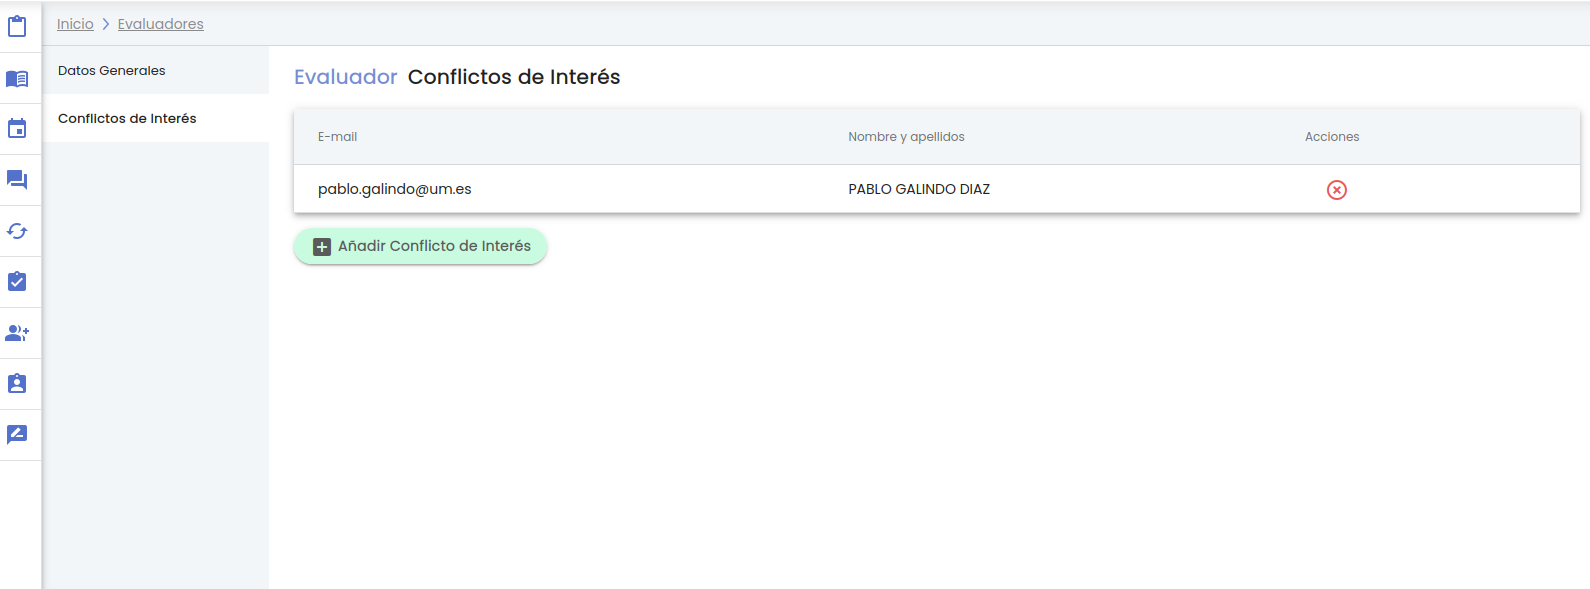 Inicio > Evaluadores
Datos Generales
Conflictos de Interés
Evaluador Conflictos de Interés
E-mail Nombre y apellidos Acciones
pablo.galindo@um.es PABLO GALINDO DIAZ
Añadir Conflicto de Interés